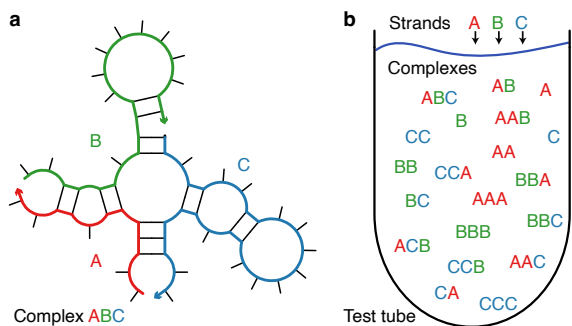 a
B
C
A
Complex ABC
b
Strands A B C
Complexes
AB
A
ABC
B
AAB
CC
C
AA
BB
CCA
BBA
BC
AAA
BBC
BBB
ACB
CCB
AAC
CA
CCC
Test tube